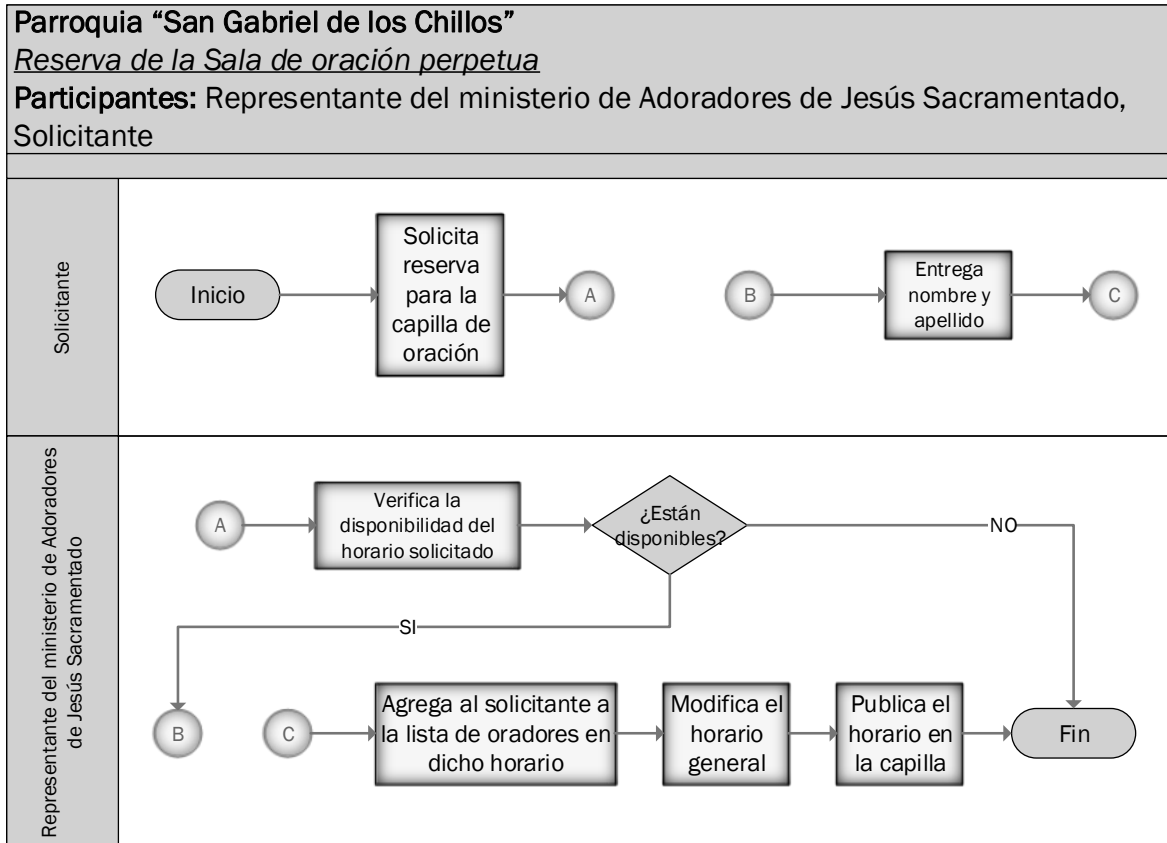 Parroquia “San Gabriel de los Chillos”
Reserva de la Sala de oración perpetua
Participantes: Representante del ministerio de Adoradores de Jesús Sacramentado,
Solicitante
Solicitante
Inicio
Solicita
reserva
para la
capilla de
oración
A
B
Entrega
nombre y
apellido
C
Representante del ministerio de Adoradores
de Jesús Sacramentado
A
Verifica la
disponibilidad del
horario solicitado
¿Están
disponibles?
NO
SI
B
C
Agrega al solicitante a
la lista de oradores en
dicho horario
Modifica el
horario
general
Publica el
horario en
la capilla
Fin